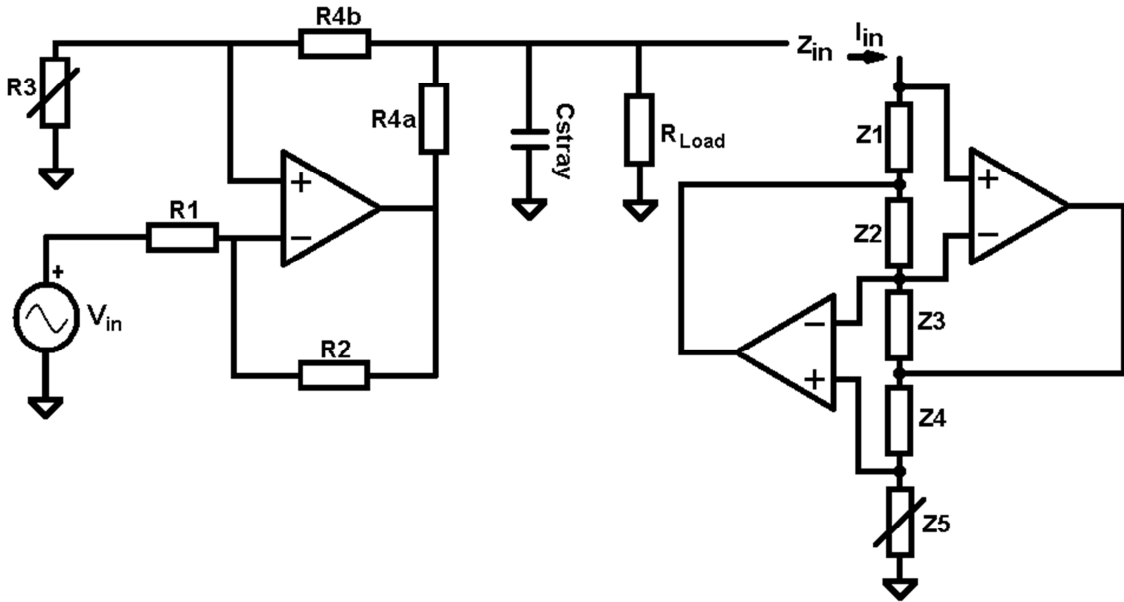 R4b
Zin
Iin
R3
R4a
Cstray
RLoad
Z1
+
R1
+
−
Z2
−
+
Vin
−
Z3
R2
+
Z4
Z5